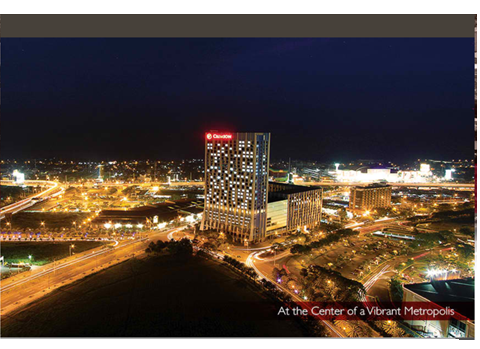 At the Center of a Vibrant Metropolis